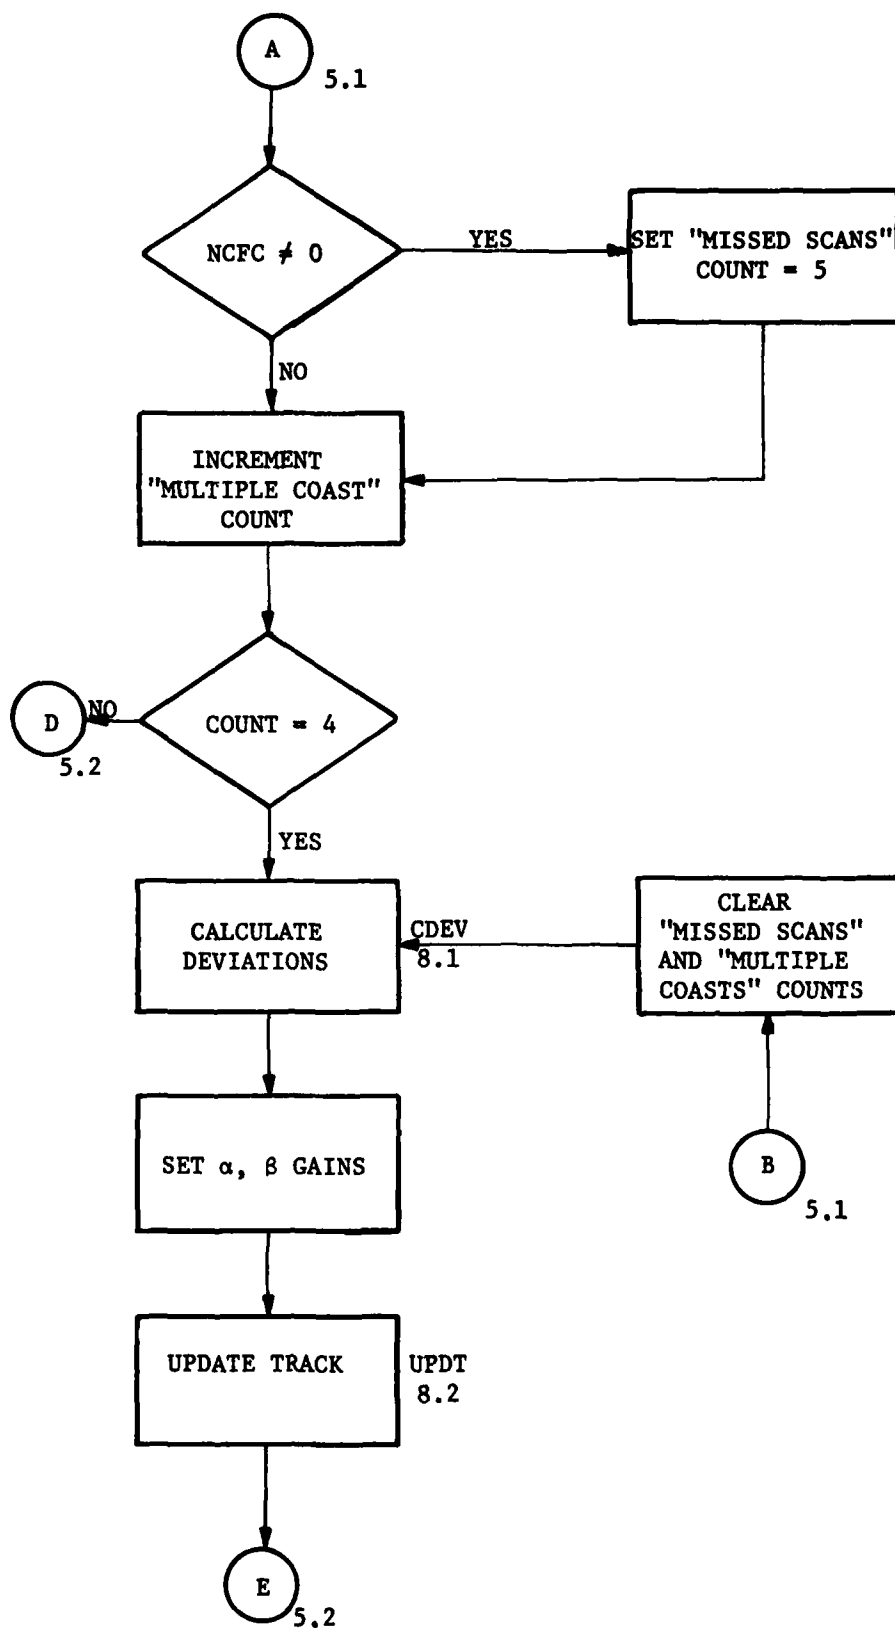 A
5.1
NCFC ≠ 0
YES
SET "MISSED SCANS"
COUNT = 5
NO
INCREMENT
"MULTIPLE COAST"
COUNT
D
NO
5.2
COUNT = 4
YES
CALCULATE
DEVIATIONS
CDEV
8.1
CLEAR
"MISSED SCANS"
AND "MULTIPLE
COASTS" COUNTS
SET α, β GAINS
B
5.1
UPDATE TRACK
UPDT
8.2
E
5.2